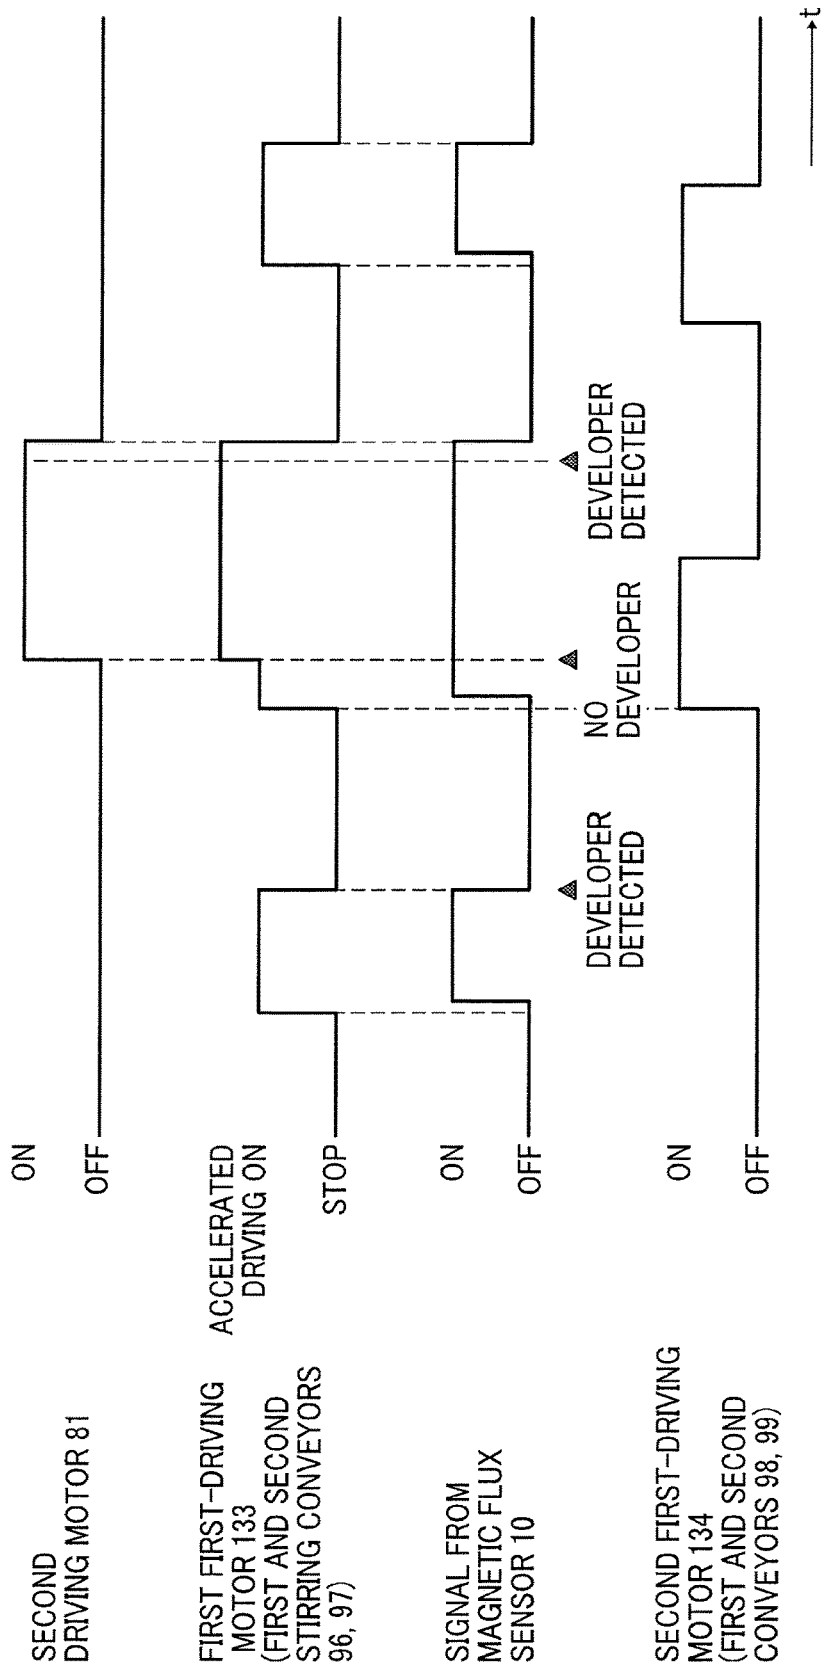 SECOND
DRIVING MOTOR 81
ON
OFF
FIRST FIRST-DRIVING
MOTOR 133
(FIRST AND SECOND
STIRRING CONVEYORS
96, 97)
ACCELERATED
DRIVING ON
STOP
SIGNAL FROM
MAGNETIC FLUX
SENSOR 10
ON
OFF
DEVELOPER
DETECTED
NO
DEVELOPER
DEVELOPER
DETECTED
SECOND FIRST-DRIVING
MOTOR 134
(FIRST AND SECOND
CONVEYORS 98, 99)
ON
OFF
t